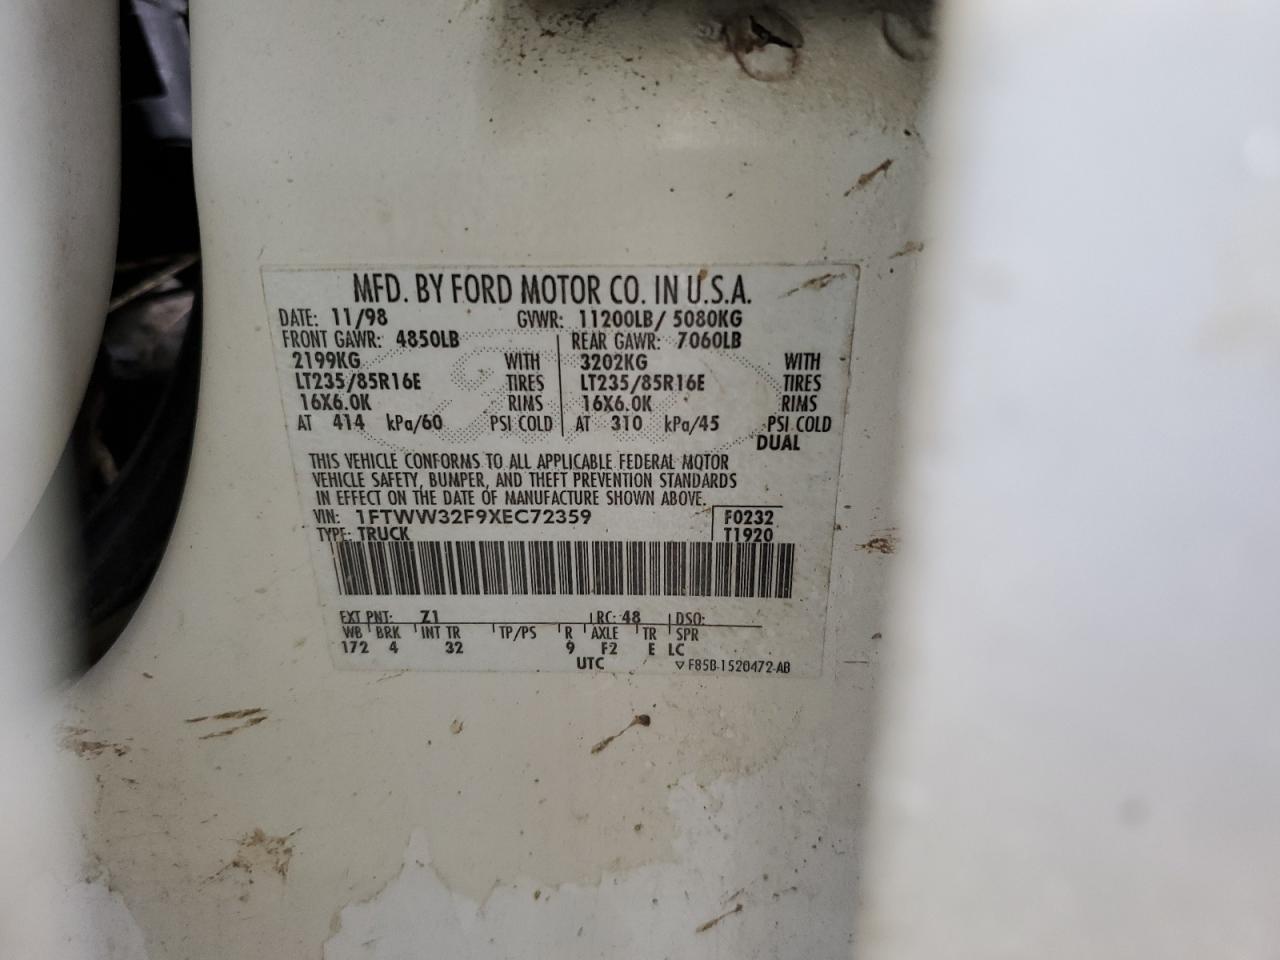 MFD. BY FORD MOTOR CO. IN U.S.A.
DATE: 11/98 GVWR: 11200LB/ 5080KG
FRONT GAWR: 4850LB REAR GAWR: 7060LB
2199KG WITH 3202KG WITH
LT235/85R16E TIRES LT235/85R16E TIRES
16X6.0K RIMS 16X6.0K RIMS
AT 414 kPa/60 PSI COLD AT 310 kPa/45 PSI COLD
DUAL
THIS VEHICLE CONFORMS TO ALL APPLICABLE FEDERAL MOTOR
VEHICLE SAFETY, BUMPER, AND THEFT PREVENTION STANDARDS
IN EFFECT ON THE DATE OF MANUFACTURE SHOWN ABOVE.
VIN: 1FTWW32F9XEC72359 F0232
TYPE: TRUCK T1920
EXT PNT: Z1 RC: 48 DSO:
WB BRK INT TR TP/PS R AXLE TR SPR
172 4 32 9 F2 E LC
UTC ▽ F85B-1520472-AB